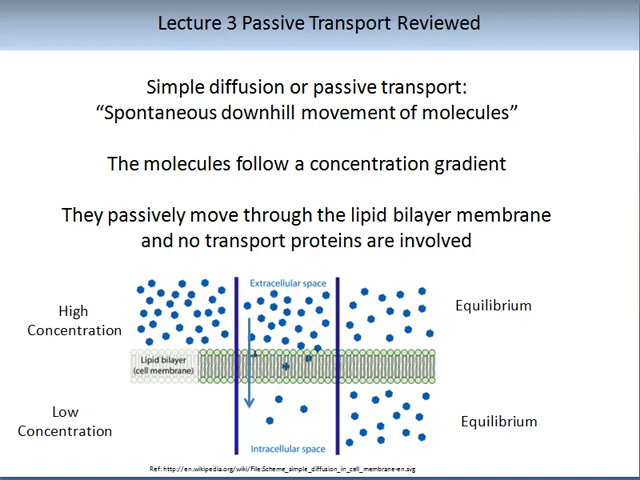 Lecture 3 Passive Transport Reviewed
Simple diffusion or passive transport:
“Spontaneous downhill movement of molecules”
The molecules follow a concentration gradient
They passively move through the lipid bilayer membrane
and no transport proteins are involved
Extracellular space
High
Concentration
Equilibrium
Lipid bilayer
(cell membrane)
Low
Concentration
Equilibrium
Intracellular space
Ref: http://en.wikipedia.org/wiki/File:Scheme_simple_diffusion_in_cell_membrane-en.svg